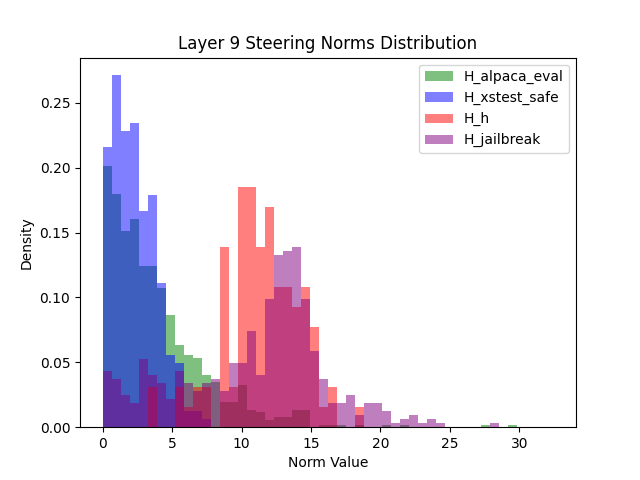 Layer 9 Steering Norms Distribution
H_alpaca_eval
H_xstest_safe
H_h
H_jailbreak
Density
0.25
0.20
0.15
0.10
0.05
0.00
0 5 10 15 20 25 30
Norm Value